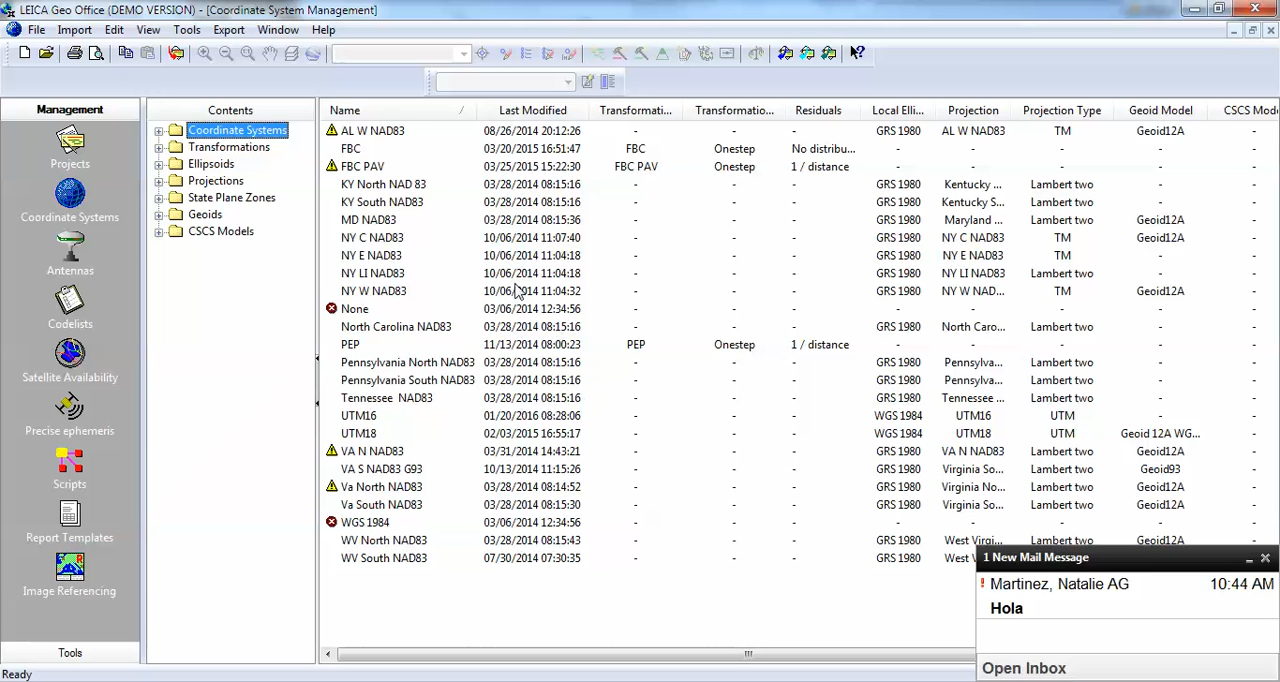 LEICA Geo Office (DEMO VERSION) - [Coordinate System Management]
File Import Edit View Tools Export Window Help
Management Contents Name / Last Modified Transformati... Transformatio... Residuals Local Elli... Projection Projection Type Geoid Model CSCS Mode
Projects
Coordinate Systems
Antennas
Codelists
Satellite Availability
Precise ephemeris
Scripts
Report Templates
Image Referencing
Tools
Coordinate Systems
Transformations
Ellipsoids
Projections
State Plane Zones
Geoids
CSCS Models
AL W NAD83 08/26/2014 20:12:26 - - - GRS 1980 AL W NAD83 TM Geoid12A -
FBC 03/20/2015 16:51:47 FBC Onestep No distribu... - - - - -
FBC PAV 03/25/2015 15:22:30 FBC PAV Onestep 1 / distance - - - - -
KY North NAD 83 03/28/2014 08:15:16 - - - GRS 1980 Kentucky ... Lambert two - -
KY South NAD83 03/28/2014 08:15:16 - - - GRS 1980 Kentucky S... Lambert two - -
MD NAD83 03/28/2014 08:15:36 - - - GRS 1980 Maryland ... Lambert two Geoid12A -
NY C NAD83 10/06/2014 11:07:40 - - - GRS 1980 NY C NAD83 TM Geoid12A -
NY E NAD83 10/06/2014 11:04:18 - - - GRS 1980 NY E NAD83 TM - -
NY LI NAD83 10/06/2014 11:04:18 - - - GRS 1980 NY LI NAD83 Lambert two - -
NY W NAD83 10/06/2014 11:04:32 - - - GRS 1980 NY W NAD... TM Geoid12A -
None 03/06/2014 12:34:56 - - - - - - - -
North Carolina NAD83 03/28/2014 08:15:16 - - - GRS 1980 North Caro... Lambert two - -
PEP 11/13/2014 08:00:23 PEP Onestep 1 / distance - - - - -
Pennsylvania North NAD83 03/28/2014 08:15:16 - - - GRS 1980 Pennsylva... Lambert two - -
Pennsylvania South NAD83 03/28/2014 08:15:16 - - - GRS 1980 Pennsylva... Lambert two - -
Tennessee NAD83 03/28/2014 08:15:16 - - - GRS 1980 Tennessee ... Lambert two - -
UTM16 01/20/2016 08:28:06 - - - WGS 1984 UTM16 UTM - -
UTM18 02/03/2015 16:55:17 - - - WGS 1984 UTM18 UTM Geoid 12A WG... -
VA N NAD83 03/31/2014 14:43:21 - - - GRS 1980 VA N NAD83 Lambert two Geoid12A -
VA S NAD83 G93 10/13/2014 11:15:26 - - - GRS 1980 Virginia So... Lambert two Geoid93 -
Va North NAD83 03/28/2014 08:14:52 - - - GRS 1980 Virginia No... Lambert two Geoid12A -
Va South NAD83 03/28/2014 08:15:30 - - - GRS 1980 Virginia So... Lambert two Geoid12A -
WGS 1984 03/06/2014 12:34:56 - - - - - - - -
WV North NAD83 03/28/2014 08:15:43 - - - GRS 1980 West Virgi... Lambert two Geoid12A -
WV South NAD83 07/30/2014 07:30:35 - - - GRS 1980 West V
1 New Mail Message
! Martinez, Natalie AG 10:44 AM
Hola
Open Inbox
Ready